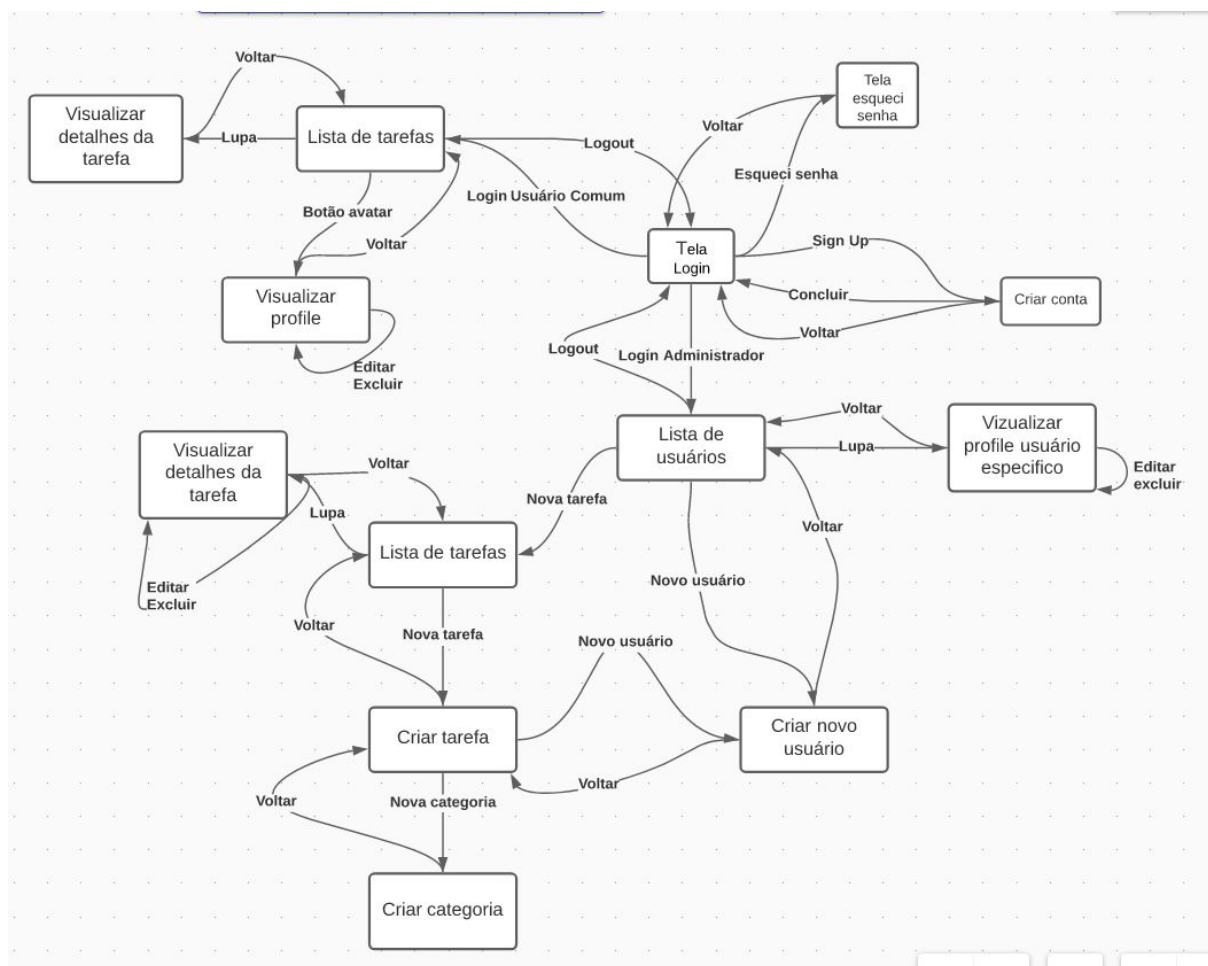 Voltar
Visualizar
detalhes da
tarefa
Lupa
Lista de tarefas
Logout
Voltar
Tela
esqueci
senha
Esqueci senha
Login Usuário Comum
Botão avatar
Voltar
Tela
Login
Sign Up
Concluir
Criar conta
Voltar
Visualizar
profile
Editar
Excluir
Logout
Login Administrador
Lista de
usuários
Voltar
Lupa
Vizualizar
profile usuário
especifico
Editar
excluir
Visualizar
detalhes da
tarefa
Voltar
Lupa
Nova tarefa
Voltar
Lista de tarefas
Editar
Excluir
Novo usuário
Voltar
Nova tarefa
Novo usuário
Criar tarefa
Criar novo
usuário
Voltar
Voltar
Nova categoria
Criar categoria